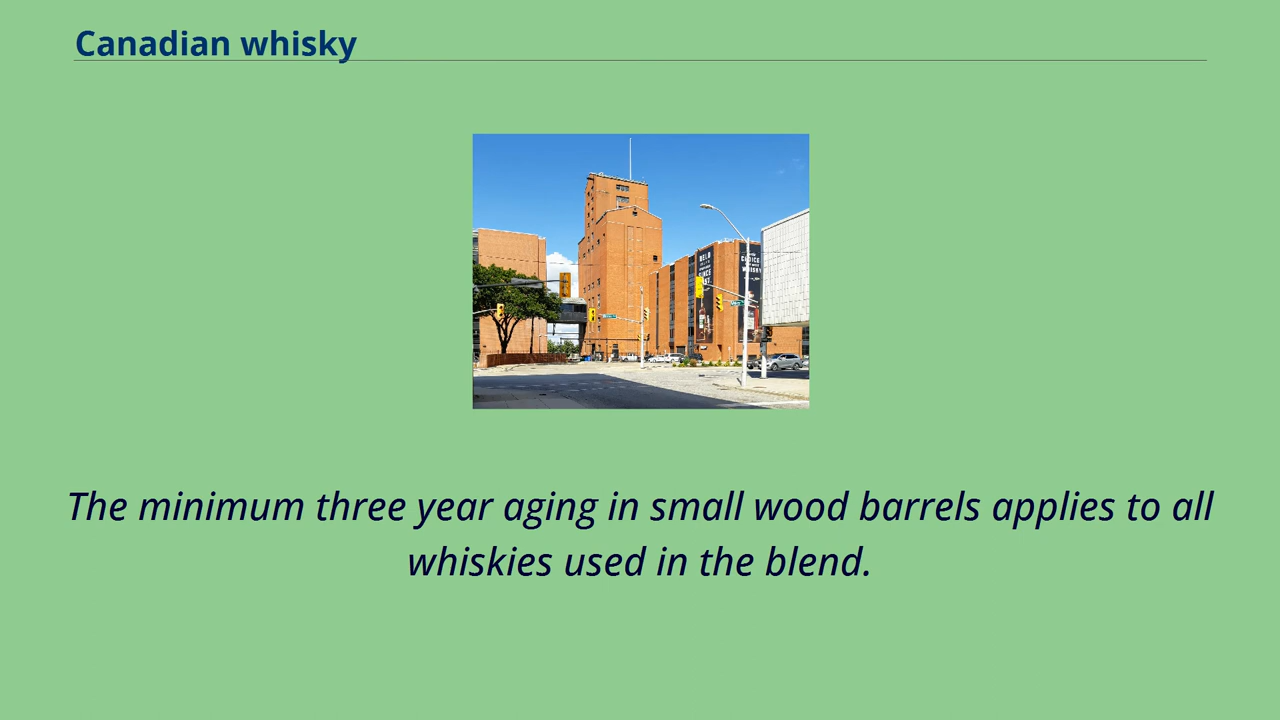 Canadian whisky
The minimum three year aging in small wood barrels applies to all
whiskies used in the blend.